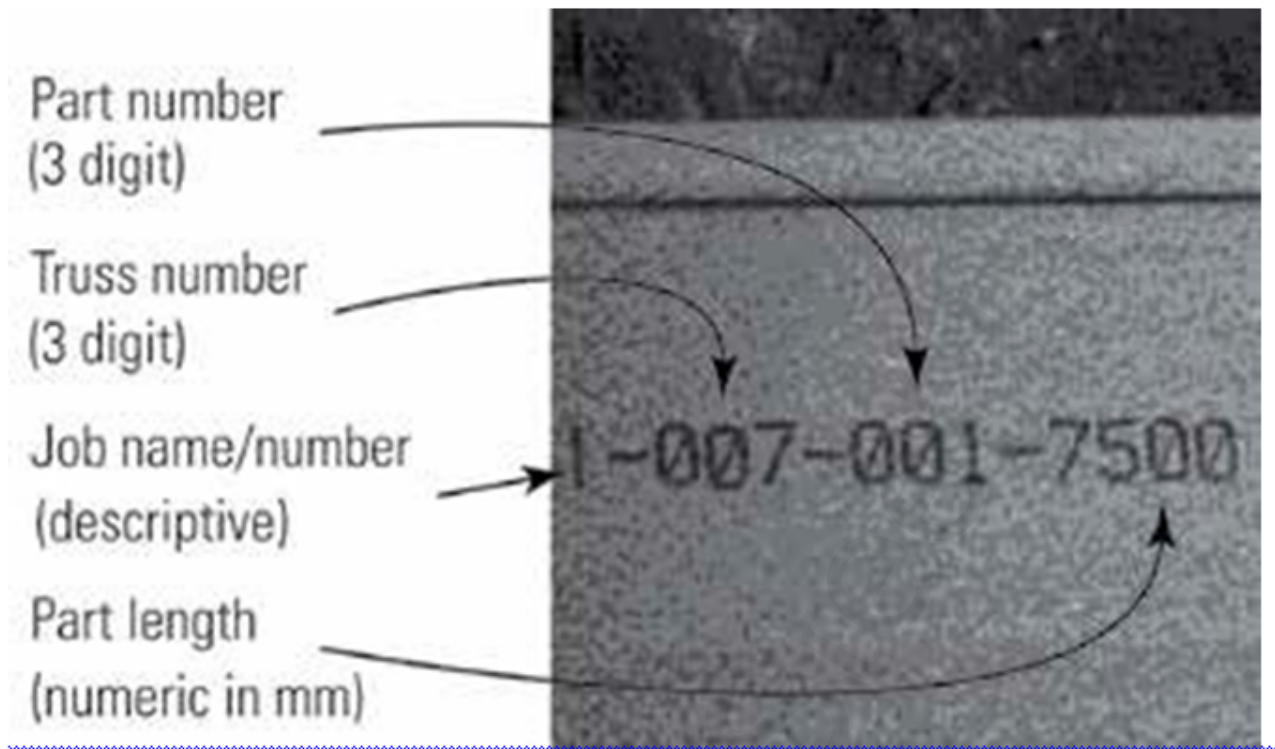 Part number
(3 digit)
Truss number
(3 digit)
Job name/number
(descriptive)
Part length
(numeric in mm)
1-007-001-7500